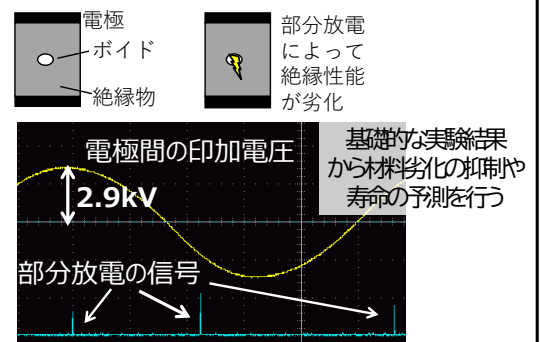 電極
ボイド
絶縁物
部分放電
によって
絶縁性能
が劣化
電極間の印加電圧
2.9kV
部分放電の信号
基礎的な実験結果
から材料劣化の抑制や
寿命の予測を行う